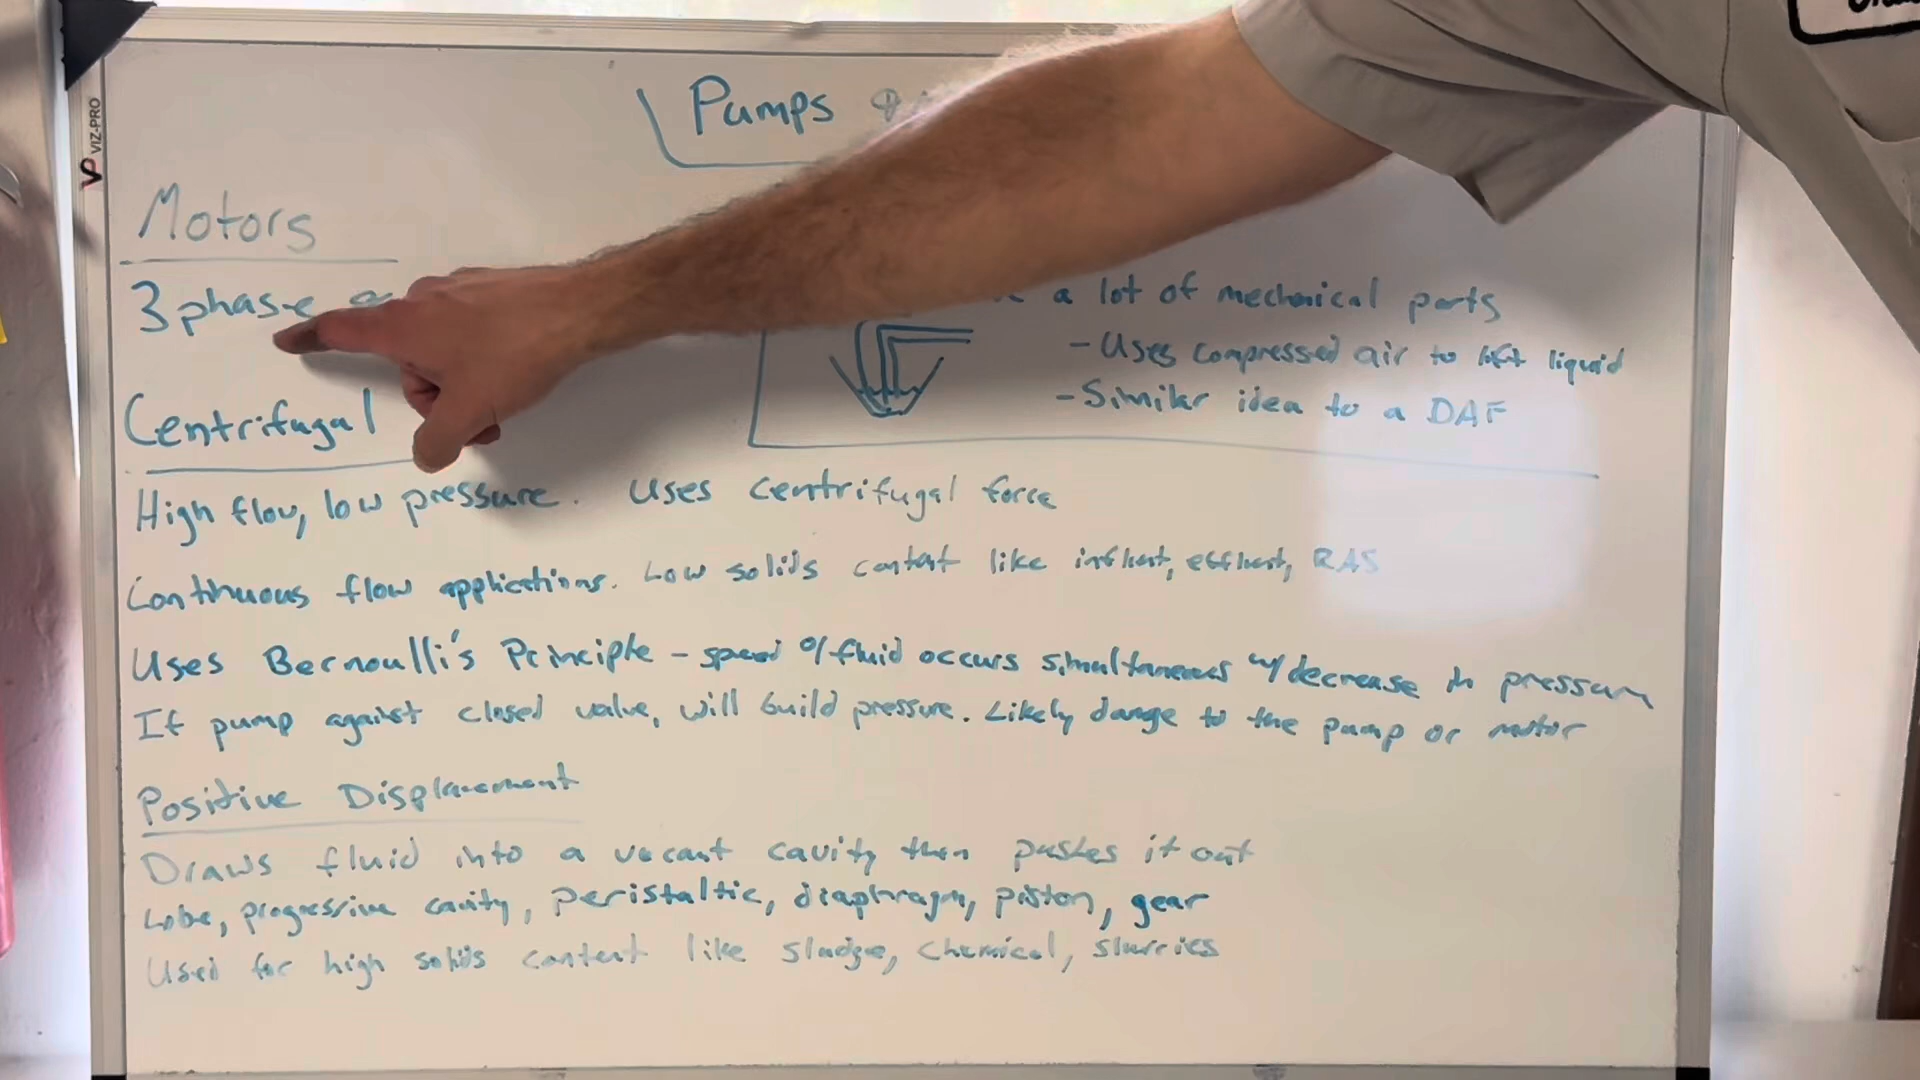 VIZ-PRO
Pumps
Motors
3 phase
a lot of mechanical parts
- Uses compressed air to lift liquid
- Similar idea to a DAF
Centrifugal
High flow, low pressure. Uses centrifugal force
Continuous flow applications. Low solids content like influent, effluent, RAS
Uses Bernoulli's Principle - speed of fluid occurs simultaneous w/ decrease in pressure
If pump against closed valve, will build pressure. Likely damge to the pump or motor
Positive Displacement
Draws fluid into a vacant cavity then pushes it out
Lobe, progressive cavity, peristaltic, diaphragm, piston, gear
Used for high solids content like sludge, chemical, slurries